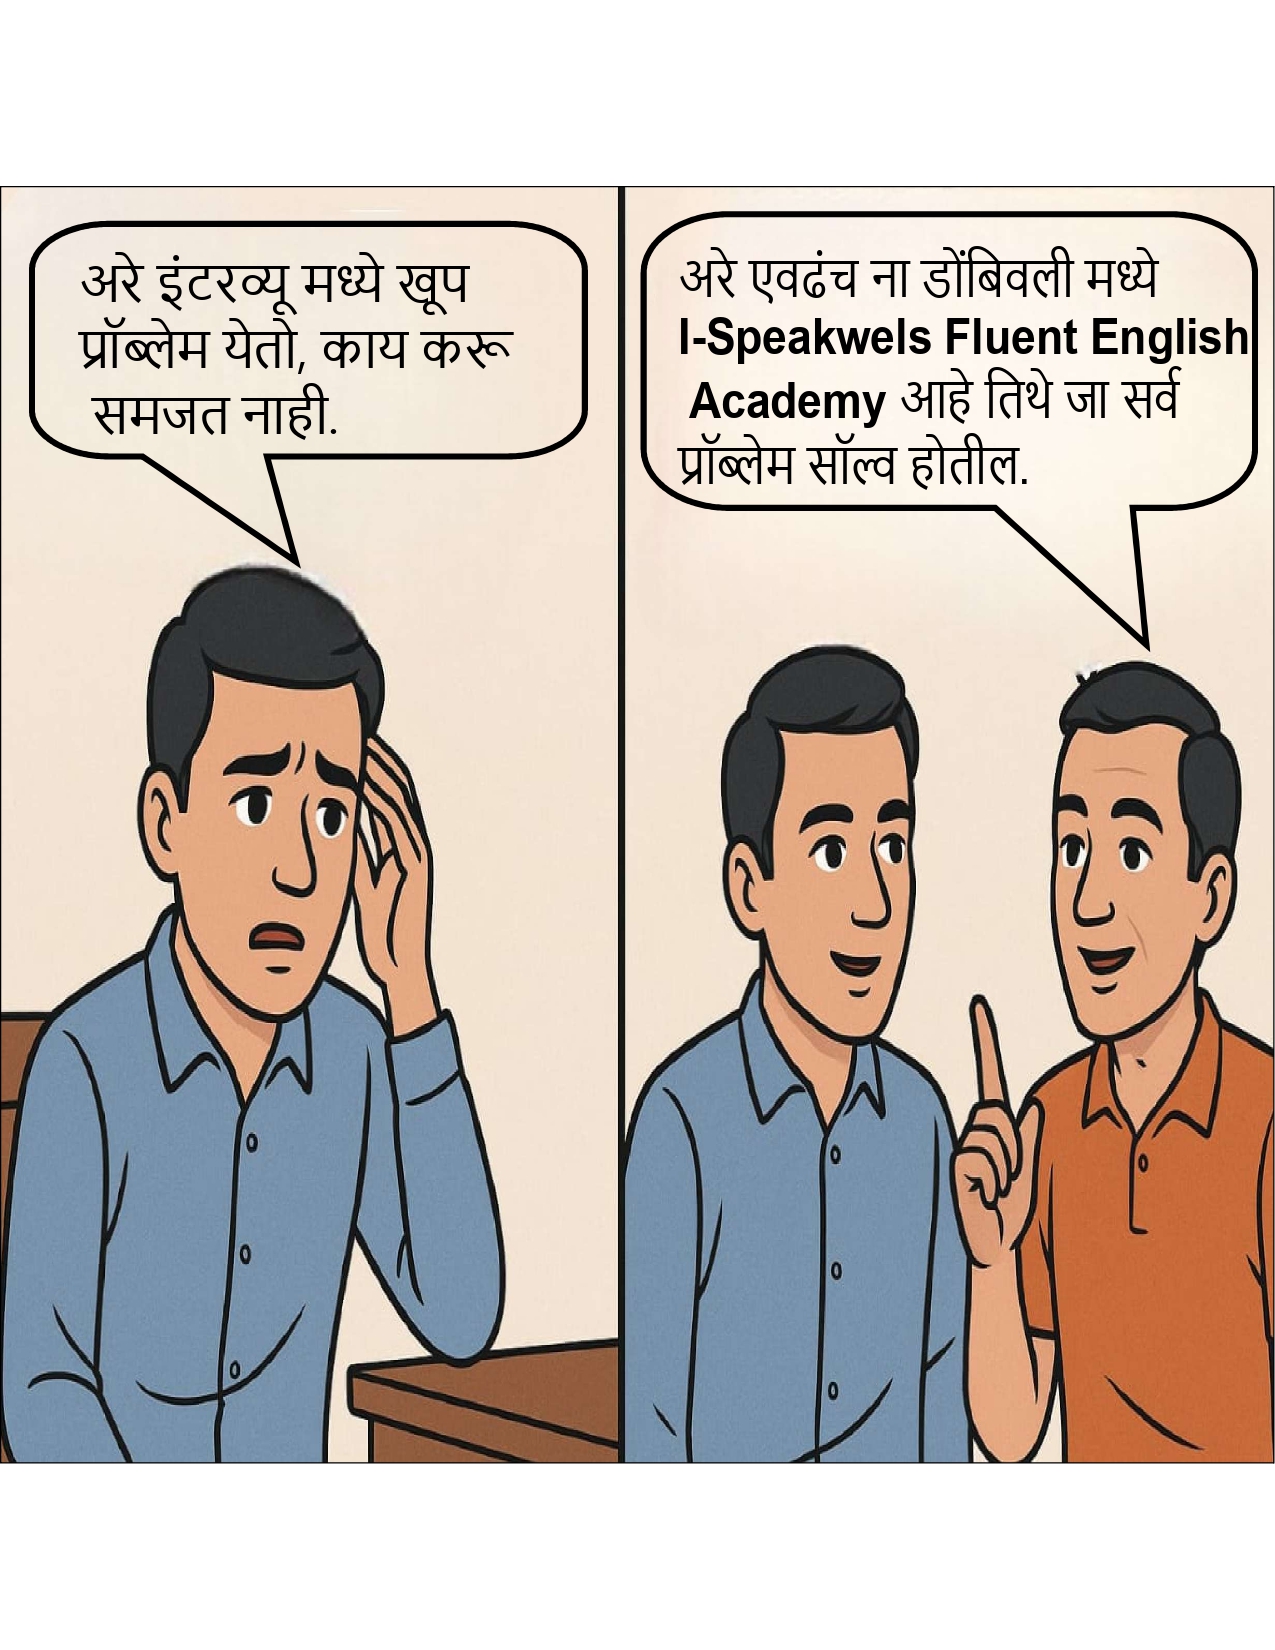 अरे इंटरव्यू मध्ये खूप
प्रॉब्लेम येतो, काय करू
समजत नाही.
अरे एवढंच ना डोंबिवली मध्ये
I-Speakwels Fluent English
Academy आहे तिथे जा सर्व
प्रॉब्लेम सॉल्व होतील.